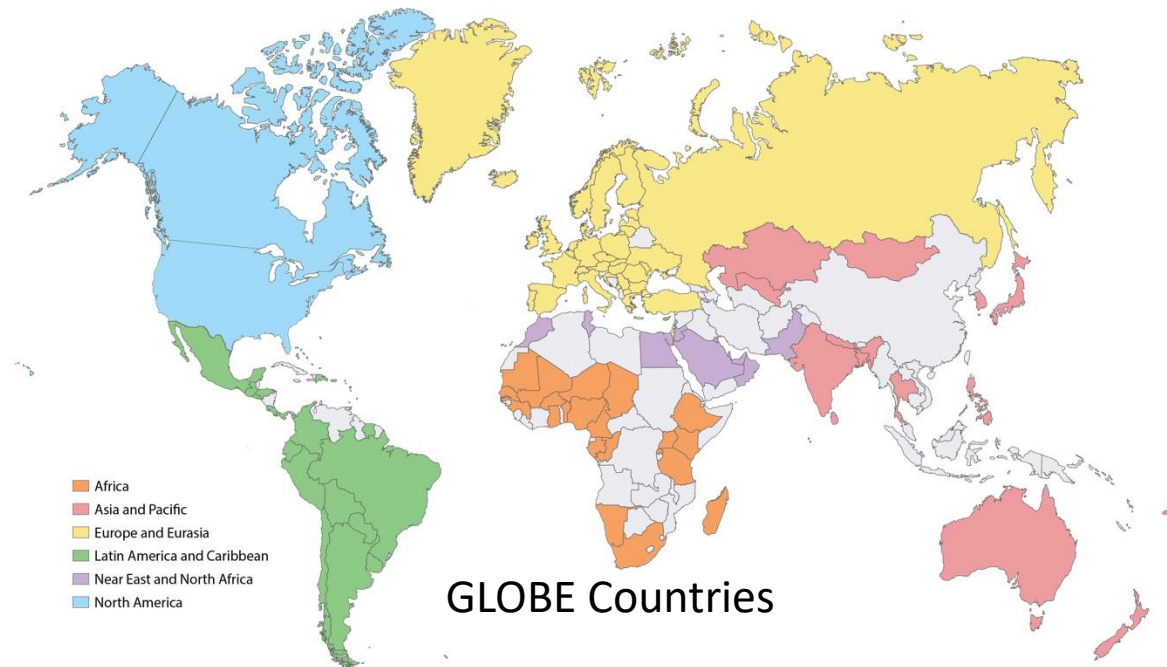 Africa
Asia and Pacific
Europe and Eurasia
Latin America and Caribbean
Near East and North Africa
North America
GLOBE Countries